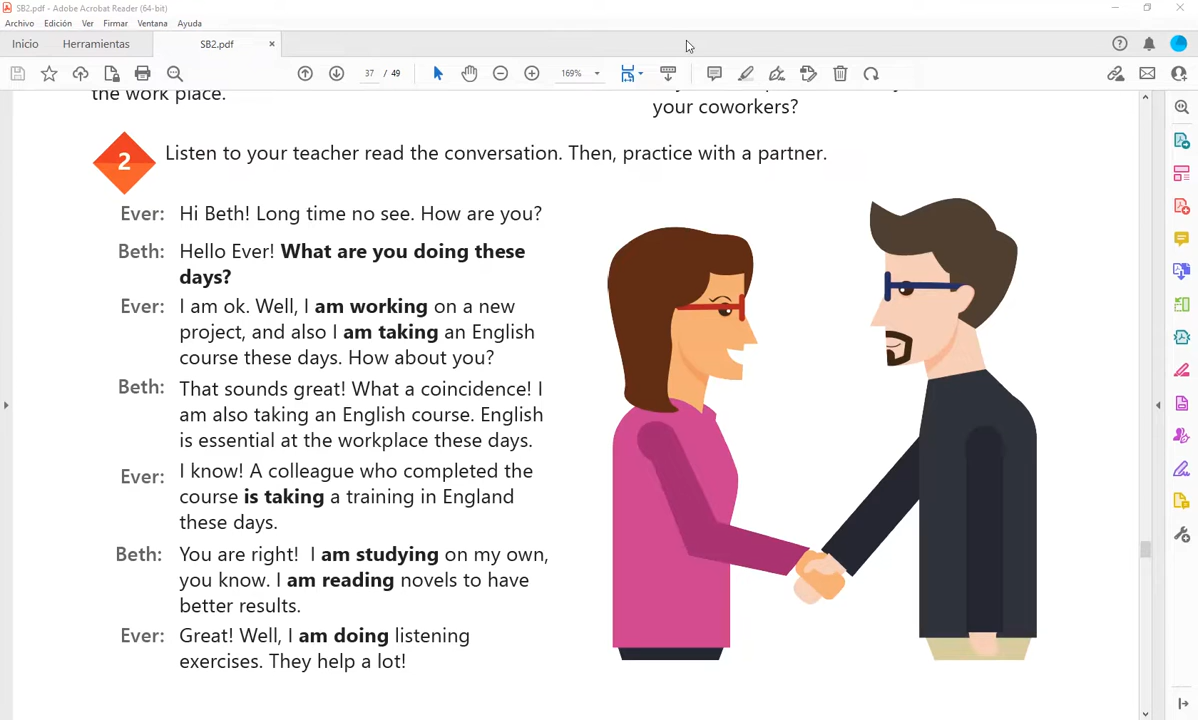 SB2.pdf - Adobe Acrobat Reader (64-bit)
Archivo Edición Ver Firmar Ventana Ayuda
Inicio Herramientas SB2.pdf ×
37 / 49 169%
the work place.
your coworkers?
2 Listen to your teacher read the conversation. Then, practice with a partner.
Ever: Hi Beth! Long time no see. How are you?
Beth: Hello Ever! What are you doing these
days?
Ever: I am ok. Well, I am working on a new
project, and also I am taking an English
course these days. How about you?
Beth: That sounds great! What a coincidence! I
am also taking an English course. English
is essential at the workplace these days.
Ever: I know! A colleague who completed the
course is taking a training in England
these days.
Beth: You are right! I am studying on my own,
you know. I am reading novels to have
better results.
Ever: Great! Well, I am doing listening
exercises. They help a lot!